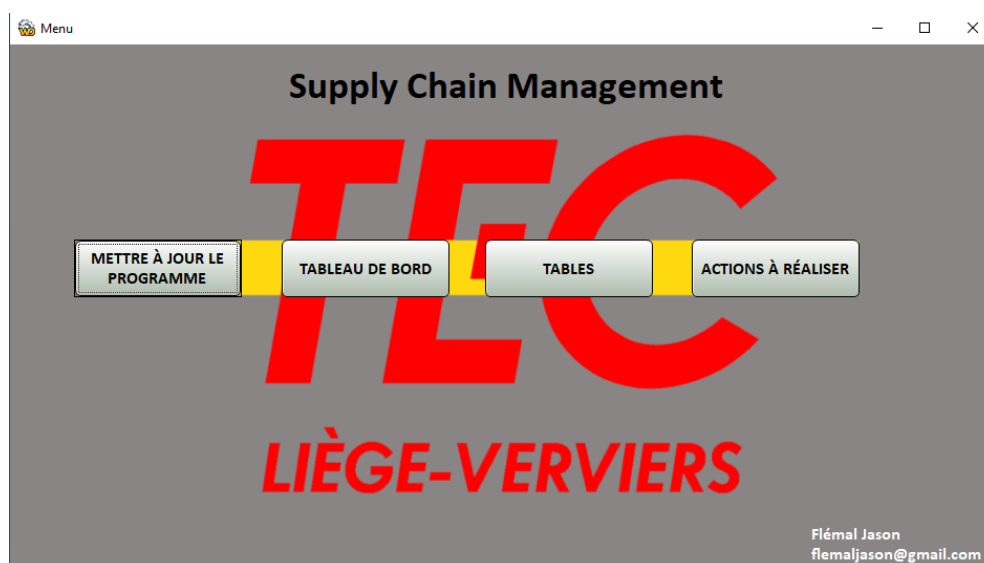 Menu
Supply Chain Management
TEC
METTRE À JOUR LE
PROGRAMME
TABLEAU DE BORD
TABLES
ACTIONS À RÉALISER
LIÈGE-VERVIERS
Flémal Jason
flemaljason@gmail.com